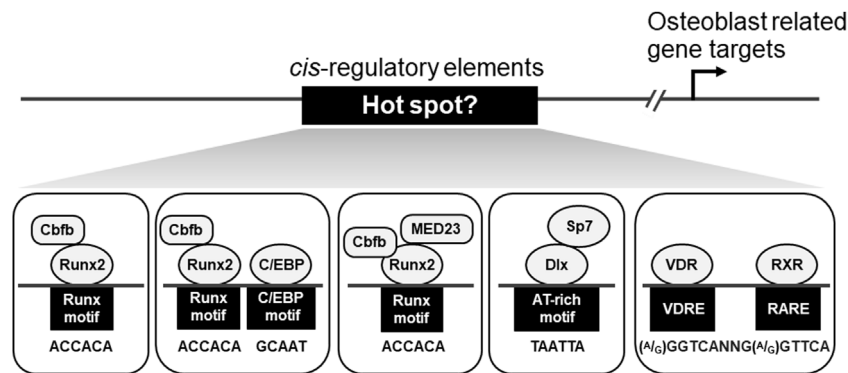 Osteoblast related
gene targets
cis-regulatory elements
Hot spot?
Cbfb
Runx2
Runx
motif
ACCACA
Cbfb
Runx2
C/EBP
Runx
motif
C/EBP
motif
ACCACA
GCAAT
Cbfb
MED23
Runx2
Runx
motif
ACCACA
Sp7
Dlx
AT-rich
motif
TAATTA
VDR
RXR
VDRE
RARE
(A/G)GGTCANNG(A/G)GTTCA